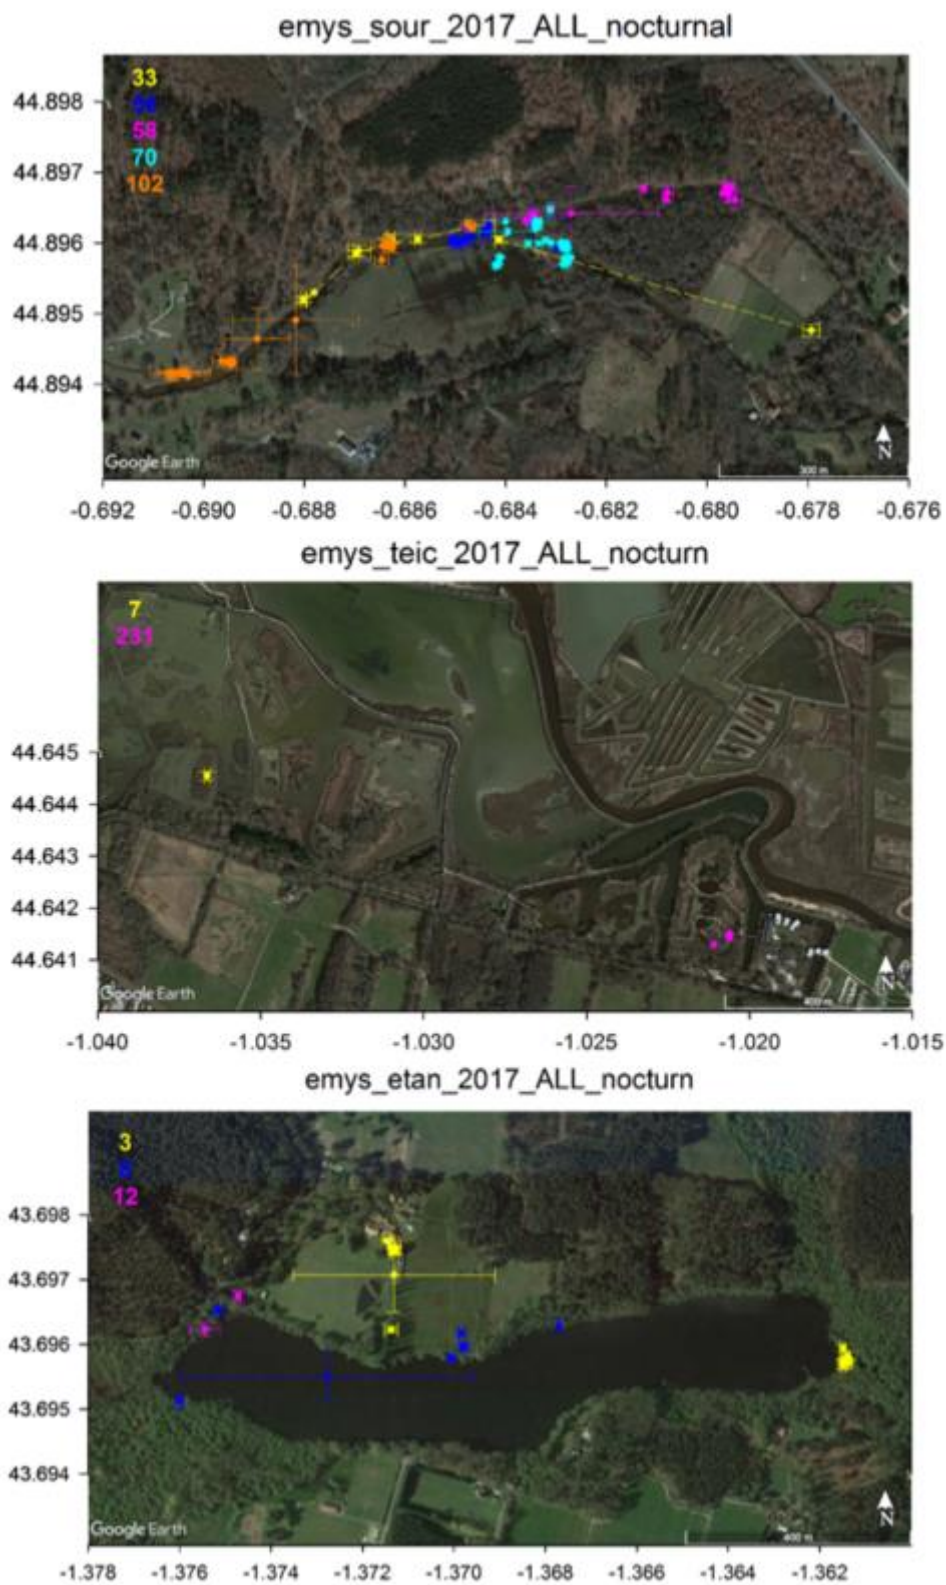 emys_sour_2017_ALL_nocturnal
33
58
70
102
44.898
44.897
44.896
44.895
44.894
Google Earth
N
300 m
-0.692 -0.690 -0.688 -0.686 -0.684 -0.682 -0.680 -0.678 -0.676
emys_teic_2017_ALL_nocturn
7
231
44.645
44.644
44.643
44.642
44.641
Google Earth
N
400 m
-1.040 -1.035 -1.030 -1.025 -1.020 -1.015
emys_etan_2017_ALL_nocturn
3
12
43.698
43.697
43.696
43.695
43.694
Google Earth
N
400 m
-1.378 -1.376 -1.374 -1.372 -1.370 -1.368 -1.366 -1.364 -1.362